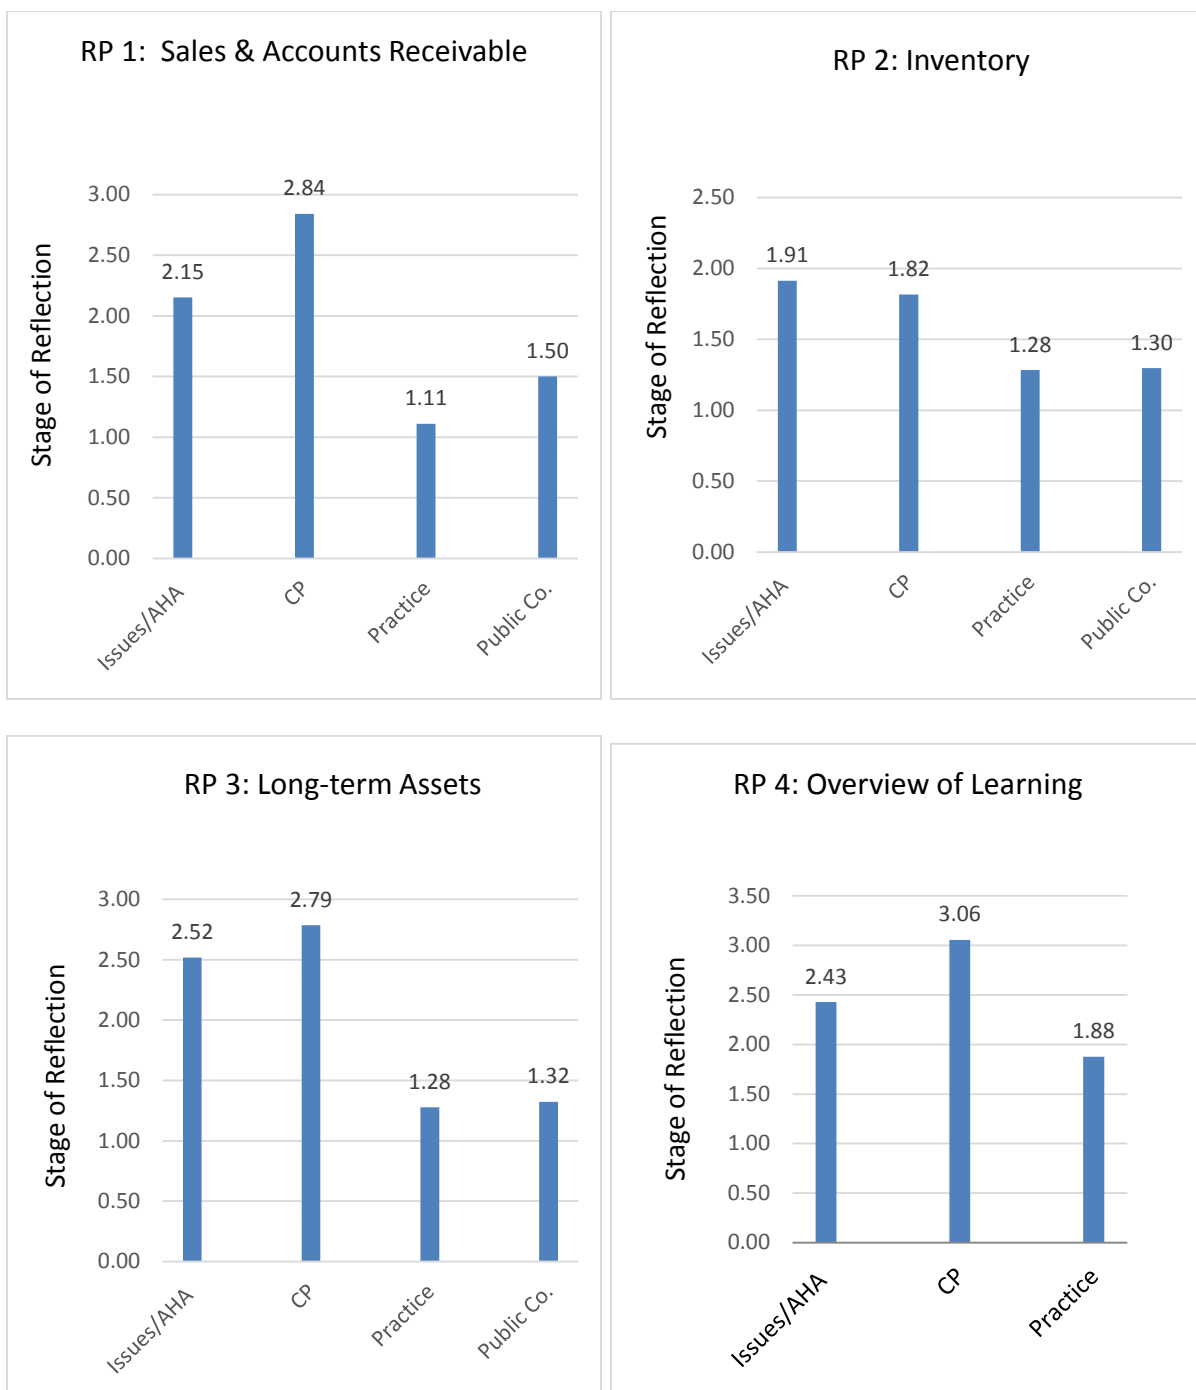 RP 1:  Sales & Accounts Receivable
Stage of Reflection
3.00
2.50
2.00
1.50
1.00
0.50
0.00
2.15
2.84
1.11
1.50
Issues/AHA
CP
Practice
Public Co.
RP 2: Inventory
Stage of Reflection
2.50
2.00
1.50
1.00
0.50
0.00
1.91
1.82
1.28
1.30
Issues/AHA
CP
Practice
Public Co.
RP 3: Long-term Assets
Stage of Reflection
3.00
2.50
2.00
1.50
1.00
0.50
0.00
2.52
2.79
1.28
1.32
Issues/AHA
CP
Practice
Public Co.
RP 4: Overview of Learning
Stage of Reflection
3.50
3.00
2.50
2.00
1.50
1.00
0.50
0.00
2.43
3.06
1.88
Issues/AHA
CP
Practice